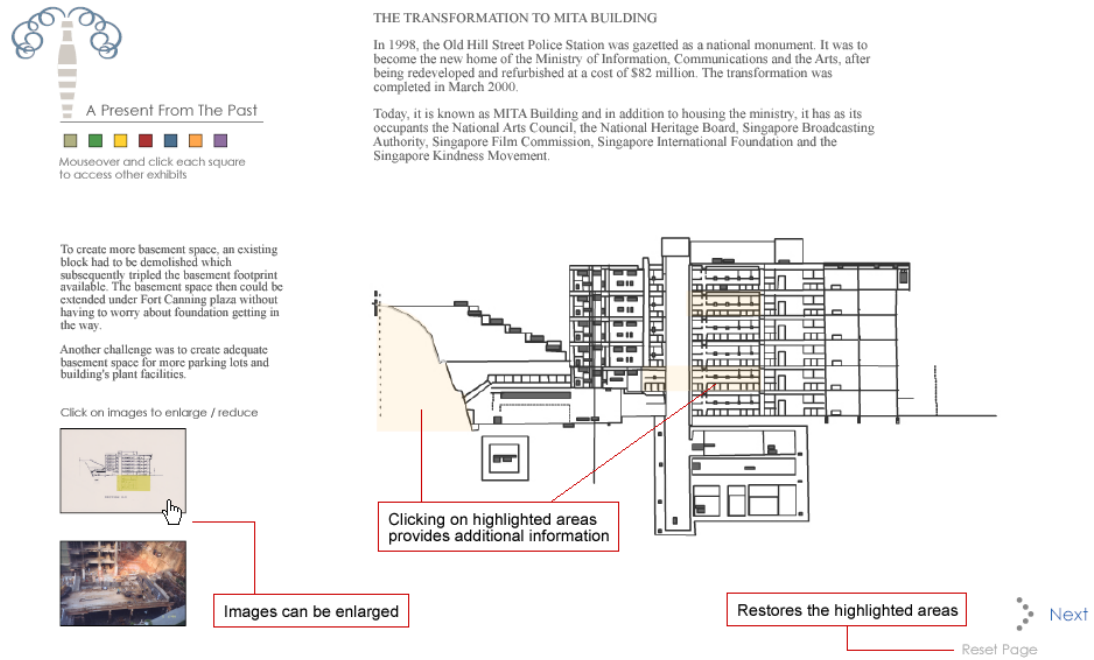 THE TRANSFORMATION TO MITA BUILDING
In 1998, the Old Hill Street Police Station was gazetted as a national monument. It was to
become the new home of the Ministry of Information, Communications and the Arts, after
being redeveloped and refurbished at a cost of $82 million. The transformation was
completed in March 2000.
Today, it is known as MITA Building and in addition to housing the ministry, it has as its
occupants the National Arts Council, the National Heritage Board, Singapore Broadcasting
Authority, Singapore Film Commission, Singapore International Foundation and the
Singapore Kindness Movement.
A Present From The Past
Mouseover and click each square
to access other exhibits
To create more basement space, an existing
block had to be demolished which
subsequently tripled the basement footprint
available. The basement space then could be
extended under Fort Canning plaza without
having to worry about foundation getting in
the way.
Another challenge was to create adequate
basement space for more parking lots and
building's plant facilities.
Click on images to enlarge / reduce
Clicking on highlighted areas
provides additional information
Images can be enlarged
Restores the highlighted areas
Next
Reset Page